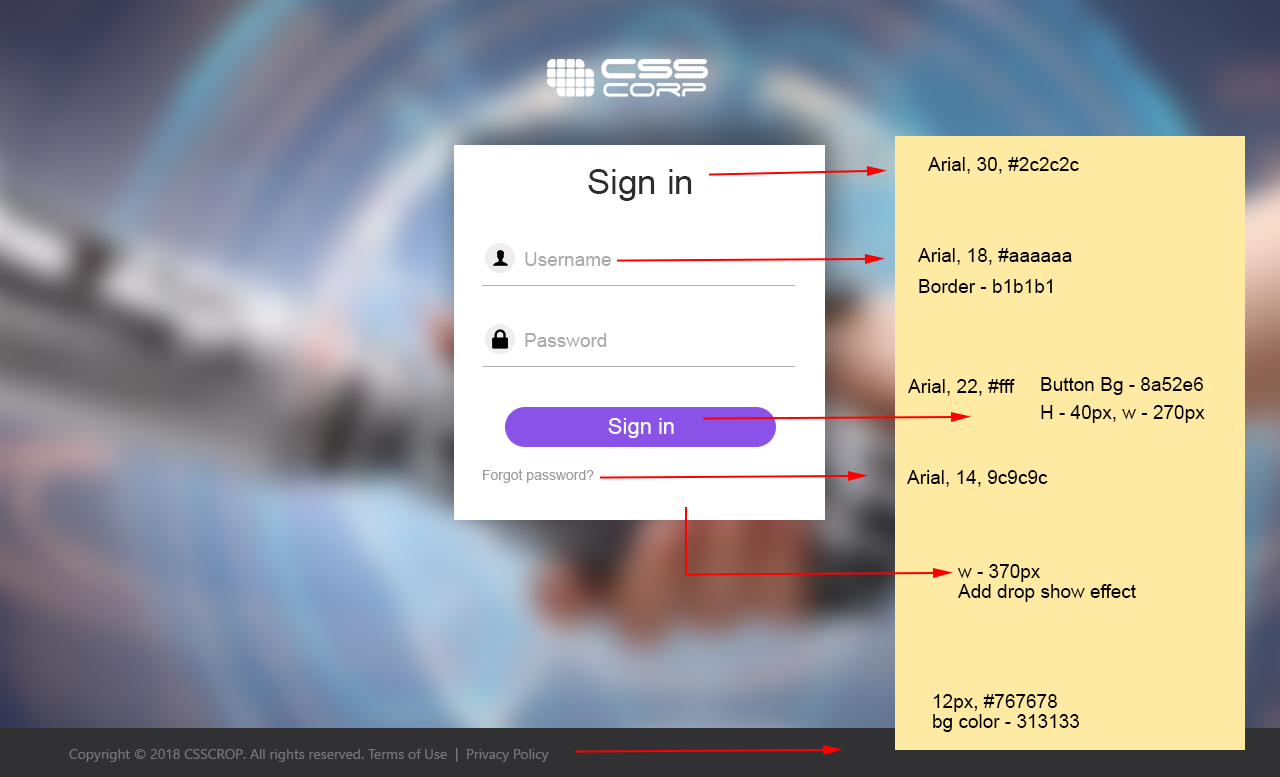 CSS
CORP
Sign in
Arial, 30, #2c2c2c
Username
Arial, 18, #aaaaaa
Border - b1b1b1
Password
Sign in
Arial, 22, #fff
Button Bg - 8a52e6
H - 40px, w - 270px
Forgot password?
Arial, 14, 9c9c9c
w - 370px
Add drop show effect
12px, #767678
bg color - 313133
Copyright © 2018 CSSCROP. All rights reserved. Terms of Use | Privacy Policy